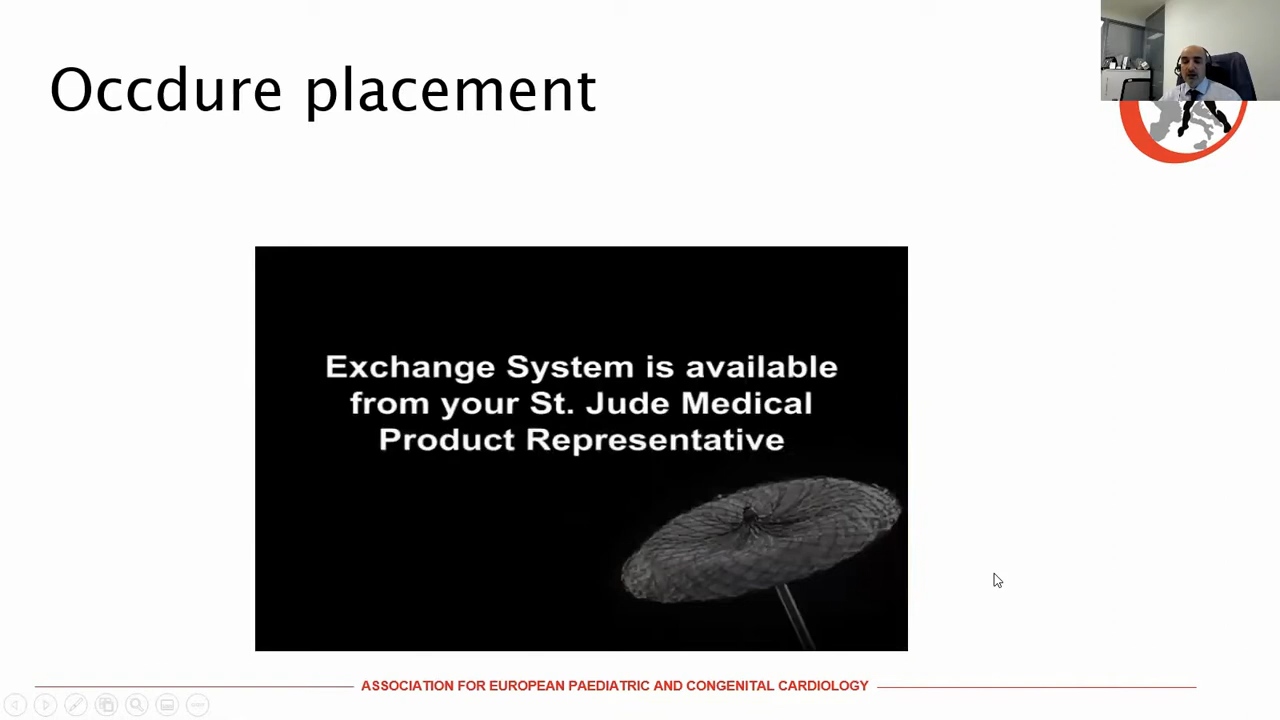 Occdure placement
Exchange System is available
from your St. Jude Medical
Product Representative
ASSOCIATION FOR EUROPEAN PAEDIATRIC AND CONGENITAL CARDIOLOGY